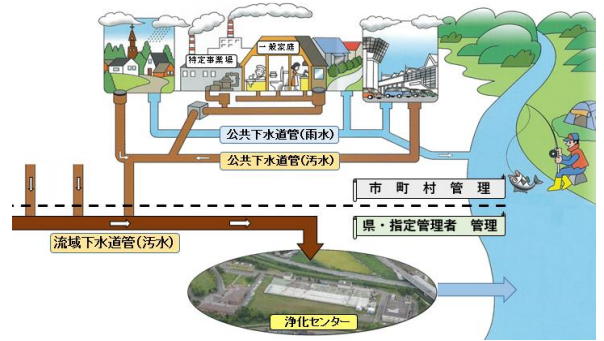 特定事業場
一般家庭
公共下水道管(雨水)
公共下水道管(汚水)
市町村管理
県・指定管理者 管理
流域下水道管(汚水)
浄化センター